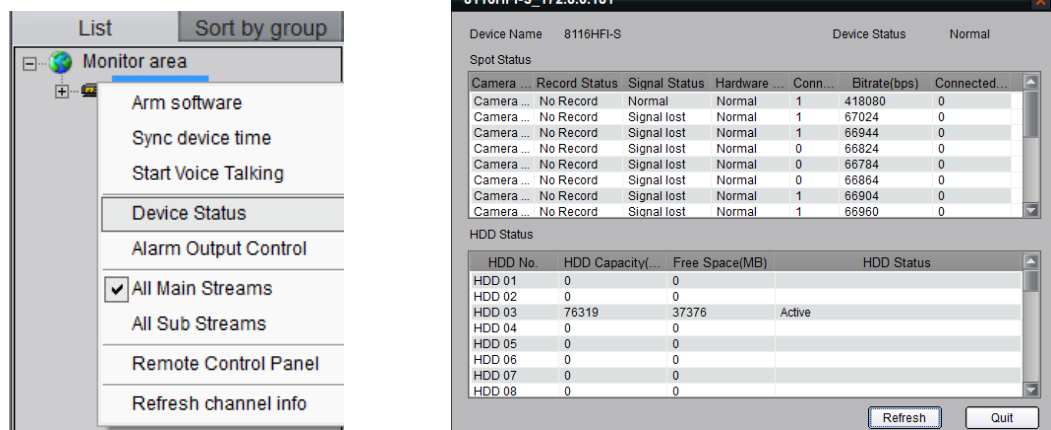 List Sort by group
Monitor area
Arm software
Sync device time
Start Voice Talking
Device Status
Alarm Output Control
All Main Streams
All Sub Streams
Remote Control Panel
Refresh channel info
Device Name 8116HFI-S Device Status Normal
Spot Status
Camera ... Record Status Signal Status Hardware ... Conn... Bitrate(bps) Connected...
Camera ... No Record Normal Normal 1 418080 0
Camera ... No Record Signal lost Normal 1 67024 0
Camera ... No Record Signal lost Normal 1 66944 0
Camera ... No Record Signal lost Normal 0 66824 0
Camera ... No Record Signal lost Normal 0 66784 0
Camera ... No Record Signal lost Normal 0 66864 0
Camera ... No Record Signal lost Normal 1 66904 0
Camera ... No Record Signal lost Normal 1 66960 0
HDD Status
HDD No. HDD Capacity(... Free Space(MB) HDD Status
HDD 01 0 0
HDD 02 0 0
HDD 03 76319 37376 Active
HDD 04 0 0
HDD 05 0 0
HDD 06 0 0
HDD 07 0 0
HDD 08 0 0
Refresh Quit